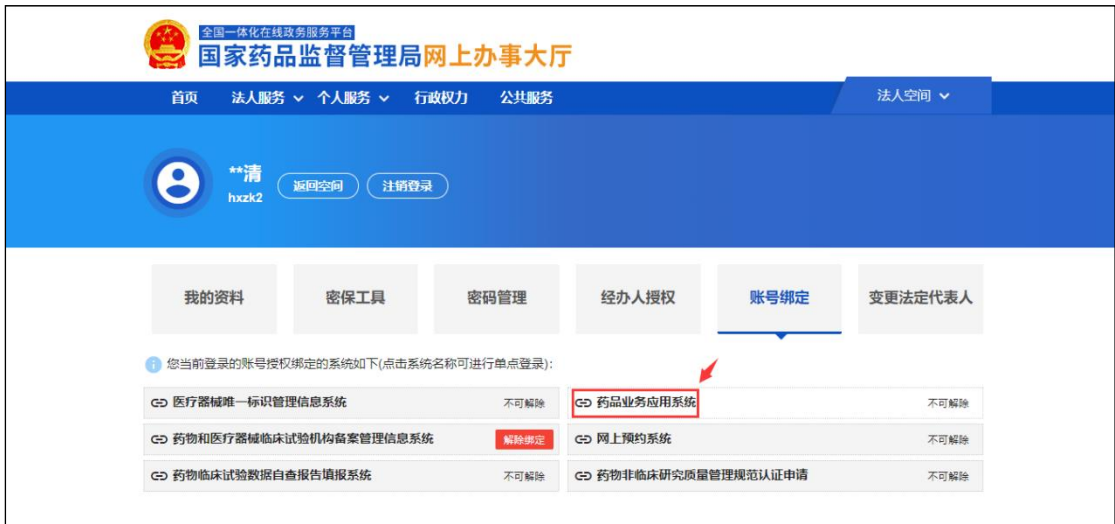 全国一体化在线政务服务平台
国家药品监督管理局网上办事大厅
首页 法人服务 个人服务 行政权力 公共服务 法人空间
**清
hxzk2
返回空间 注销登录
我的资料 密保工具 密码管理 经办人授权 账号绑定 变更法定代表人
您当前登录的账号授权绑定的系统如下(点击系统名称可进行单点登录):
医疗器械唯一标识管理信息系统 不可解除 药品业务应用系统 不可解除
药物和医疗器械临床试验机构备案管理信息系统 解除绑定 网上预约系统 不可解除
药物临床试验数据自查报告填报系统 不可解除 药物非临床研究质量管理规范认证申请 不可解除